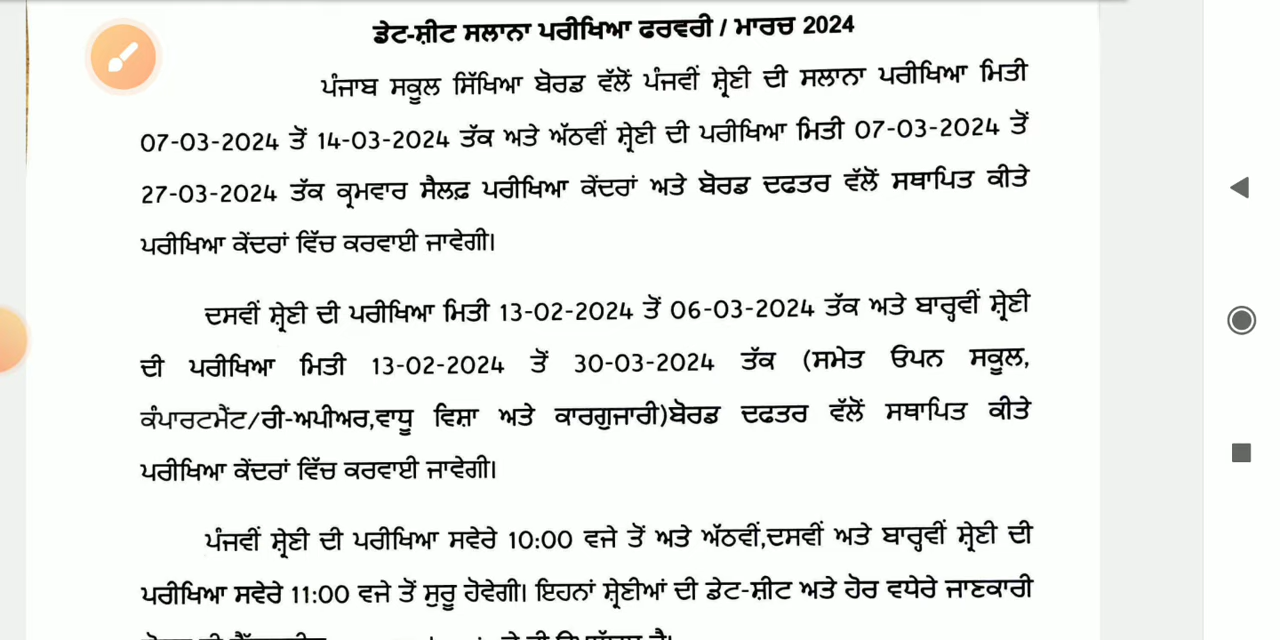 ਡੇਟ-ਸ਼ੀਟ ਸਲਾਨਾ ਪਰੀਖਿਆ ਫਰਵਰੀ / ਮਾਰਚ 2024
ਪੰਜਾਬ ਸਕੂਲ ਸਿੱਖਿਆ ਬੋਰਡ ਵੱਲੋਂ ਪੰਜਵੀਂ ਸ਼੍ਰੇਣੀ ਦੀ ਸਲਾਨਾ ਪਰੀਖਿਆ ਮਿਤੀ
07-03-2024 ਤੋਂ 14-03-2024 ਤੱਕ ਅਤੇ ਅੱਠਵੀਂ ਸ਼੍ਰੇਣੀ ਦੀ ਪਰੀਖਿਆ ਮਿਤੀ 07-03-2024 ਤੋਂ
27-03-2024 ਤੱਕ ਕ੍ਰਮਵਾਰ ਸੈਲਫ਼ ਪਰੀਖਿਆ ਕੇਂਦਰਾਂ ਅਤੇ ਬੋਰਡ ਦਫਤਰ ਵੱਲੋਂ ਸਥਾਪਿਤ ਕੀਤੇ
ਪਰੀਖਿਆ ਕੇਂਦਰਾਂ ਵਿੱਚ ਕਰਵਾਈ ਜਾਵੇਗੀ।
ਦਸਵੀਂ ਸ਼੍ਰੇਣੀ ਦੀ ਪਰੀਖਿਆ ਮਿਤੀ 13-02-2024 ਤੋਂ 06-03-2024 ਤੱਕ ਅਤੇ ਬਾਰ੍ਹਵੀਂ ਸ਼੍ਰੇਣੀ
ਦੀ ਪਰੀਖਿਆ ਮਿਤੀ 13-02-2024 ਤੋਂ 30-03-2024 ਤੱਕ (ਸਮੇਤ ਓਪਨ ਸਕੂਲ,
ਕੰਪਾਰਟਮੈਂਟ/ਰੀ-ਅਪੀਅਰ,ਵਾਧੂ ਵਿਸ਼ਾ ਅਤੇ ਕਾਰਗੁਜਾਰੀ)ਬੋਰਡ ਦਫਤਰ ਵੱਲੋਂ ਸਥਾਪਿਤ ਕੀਤੇ
ਪਰੀਖਿਆ ਕੇਂਦਰਾਂ ਵਿੱਚ ਕਰਵਾਈ ਜਾਵੇਗੀ।
ਪੰਜਵੀਂ ਸ਼੍ਰੇਣੀ ਦੀ ਪਰੀਖਿਆ ਸਵੇਰੇ 10:00 ਵਜੇ ਤੋਂ ਅਤੇ ਅੱਠਵੀਂ,ਦਸਵੀਂ ਅਤੇ ਬਾਰ੍ਹਵੀਂ ਸ਼੍ਰੇਣੀ ਦੀ
ਪਰੀਖਿਆ ਸਵੇਰੇ 11:00 ਵਜੇ ਤੋਂ ਸੁਰੂ ਹੋਵੇਗੀ। ਇਹਨਾਂ ਸ਼੍ਰੇਣੀਆਂ ਦੀ ਡੇਟ-ਸ਼ੀਟ ਅਤੇ ਹੋਰ ਵਧੇਰੇ ਜਾਣਕਾਰੀ